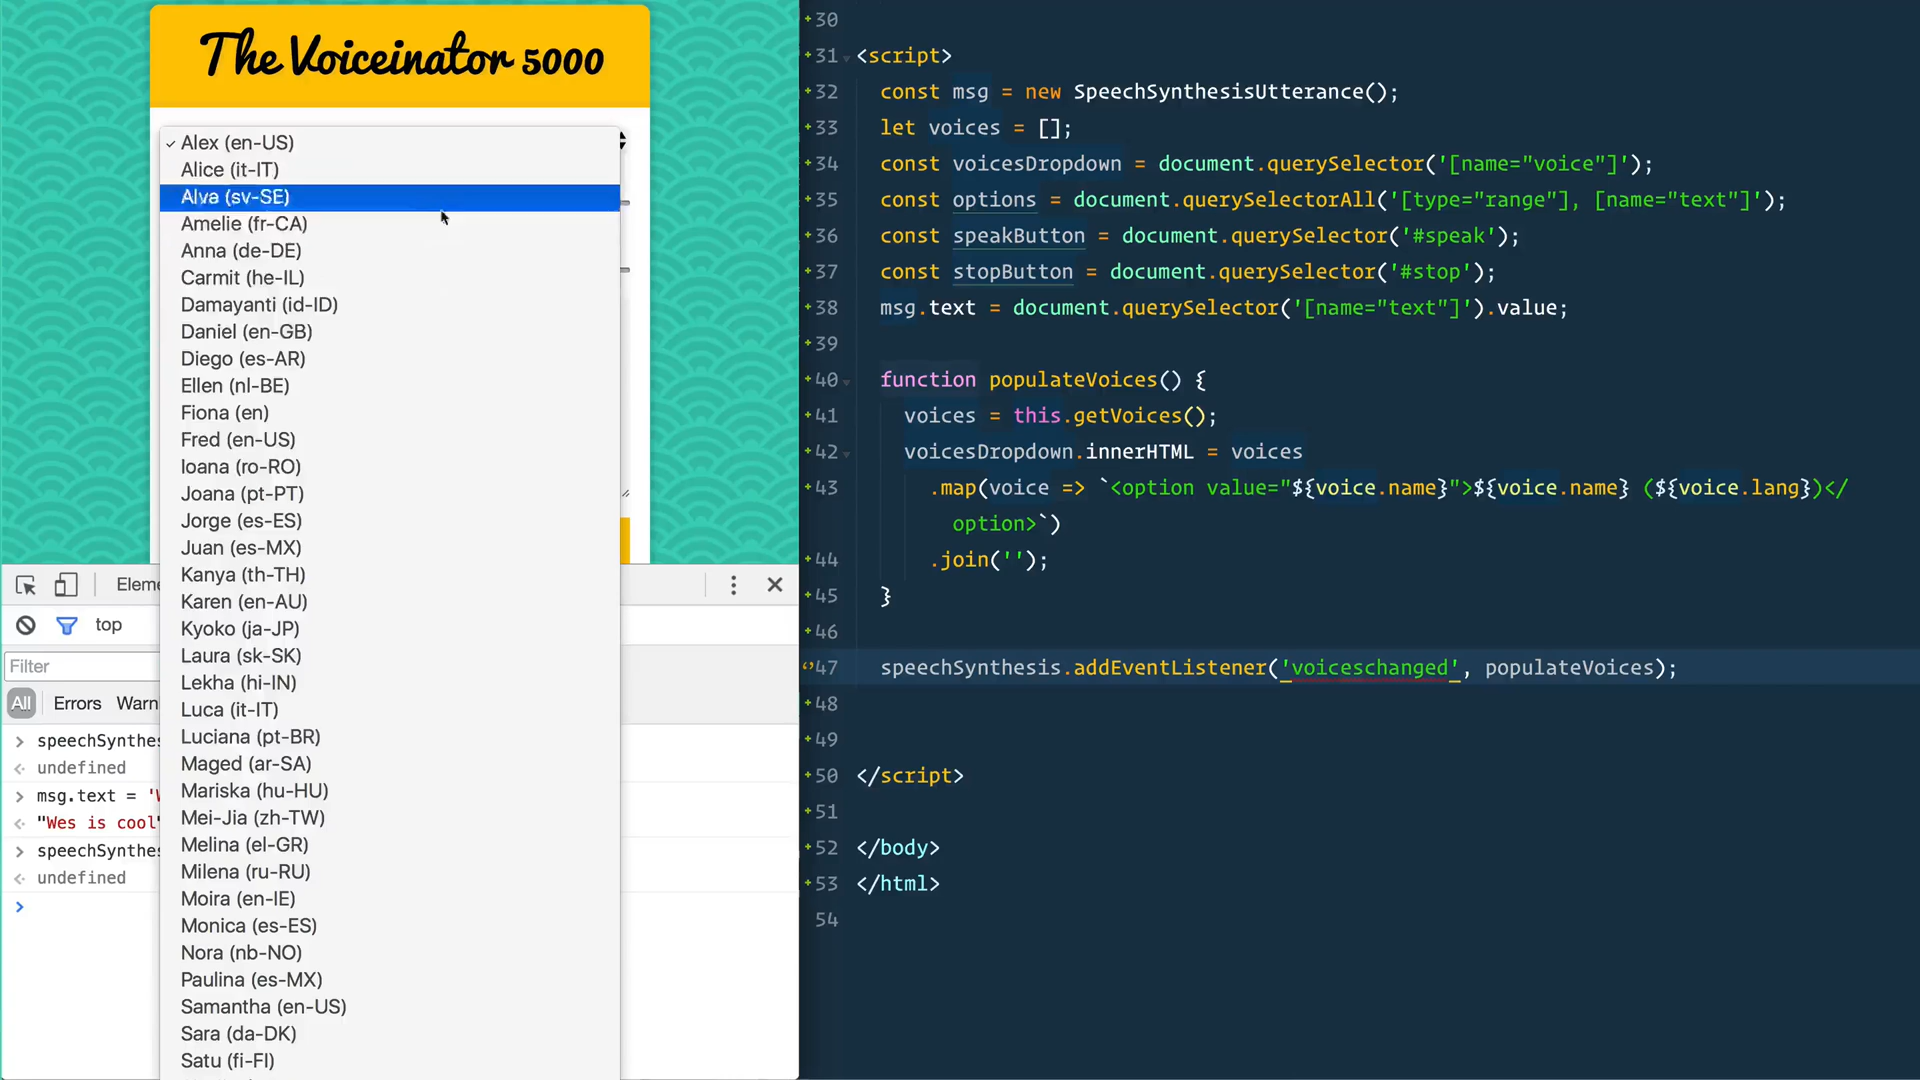 The Voiceinator 5000
✓ Alex (en-US)
Alice (it-IT)
Alva (sv-SE)
Amelie (fr-CA)
Anna (de-DE)
Carmit (he-IL)
Damayanti (id-ID)
Daniel (en-GB)
Diego (es-AR)
Ellen (nl-BE)
Fiona (en)
Fred (en-US)
Ioana (ro-RO)
Joana (pt-PT)
Jorge (es-ES)
Juan (es-MX)
Kanya (th-TH)
Karen (en-AU)
Kyoko (ja-JP)
Laura (sk-SK)
Lekha (hi-IN)
Luca (it-IT)
Luciana (pt-BR)
Maged (ar-SA)
Mariska (hu-HU)
Mei-Jia (zh-TW)
Melina (el-GR)
Milena (ru-RU)
Moira (en-IE)
Monica (es-ES)
Nora (nb-NO)
Paulina (es-MX)
Samantha (en-US)
Sara (da-DK)
Satu (fi-FI)
Eleme
top
Filter
All Errors Warn
> speechSynthes
undefined
> msg.text = 'W
"Wes is cool"
> speechSynthes
undefined
>
30
31 <script>
32 const msg = new SpeechSynthesisUtterance();
33 let voices = [];
34 const voicesDropdown = document.querySelector('[name="voice"]');
35 const options = document.querySelectorAll('[type="range"], [name="text"]');
36 const speakButton = document.querySelector('#speak');
37 const stopButton = document.querySelector('#stop');
38 msg.text = document.querySelector('[name="text"]').value;
39
40 function populateVoices() {
41 voices = this.getVoices();
42 voicesDropdown.innerHTML = voices
43 .map(voice => `<option value="${voice.name}">${voice.name} (${voice.lang})</
option>`)
44 .join('');
45 }
46
47 speechSynthesis.addEventListener('voiceschanged', populateVoices);
48
49
50 </script>
51
52 </body>
53 </html>
54